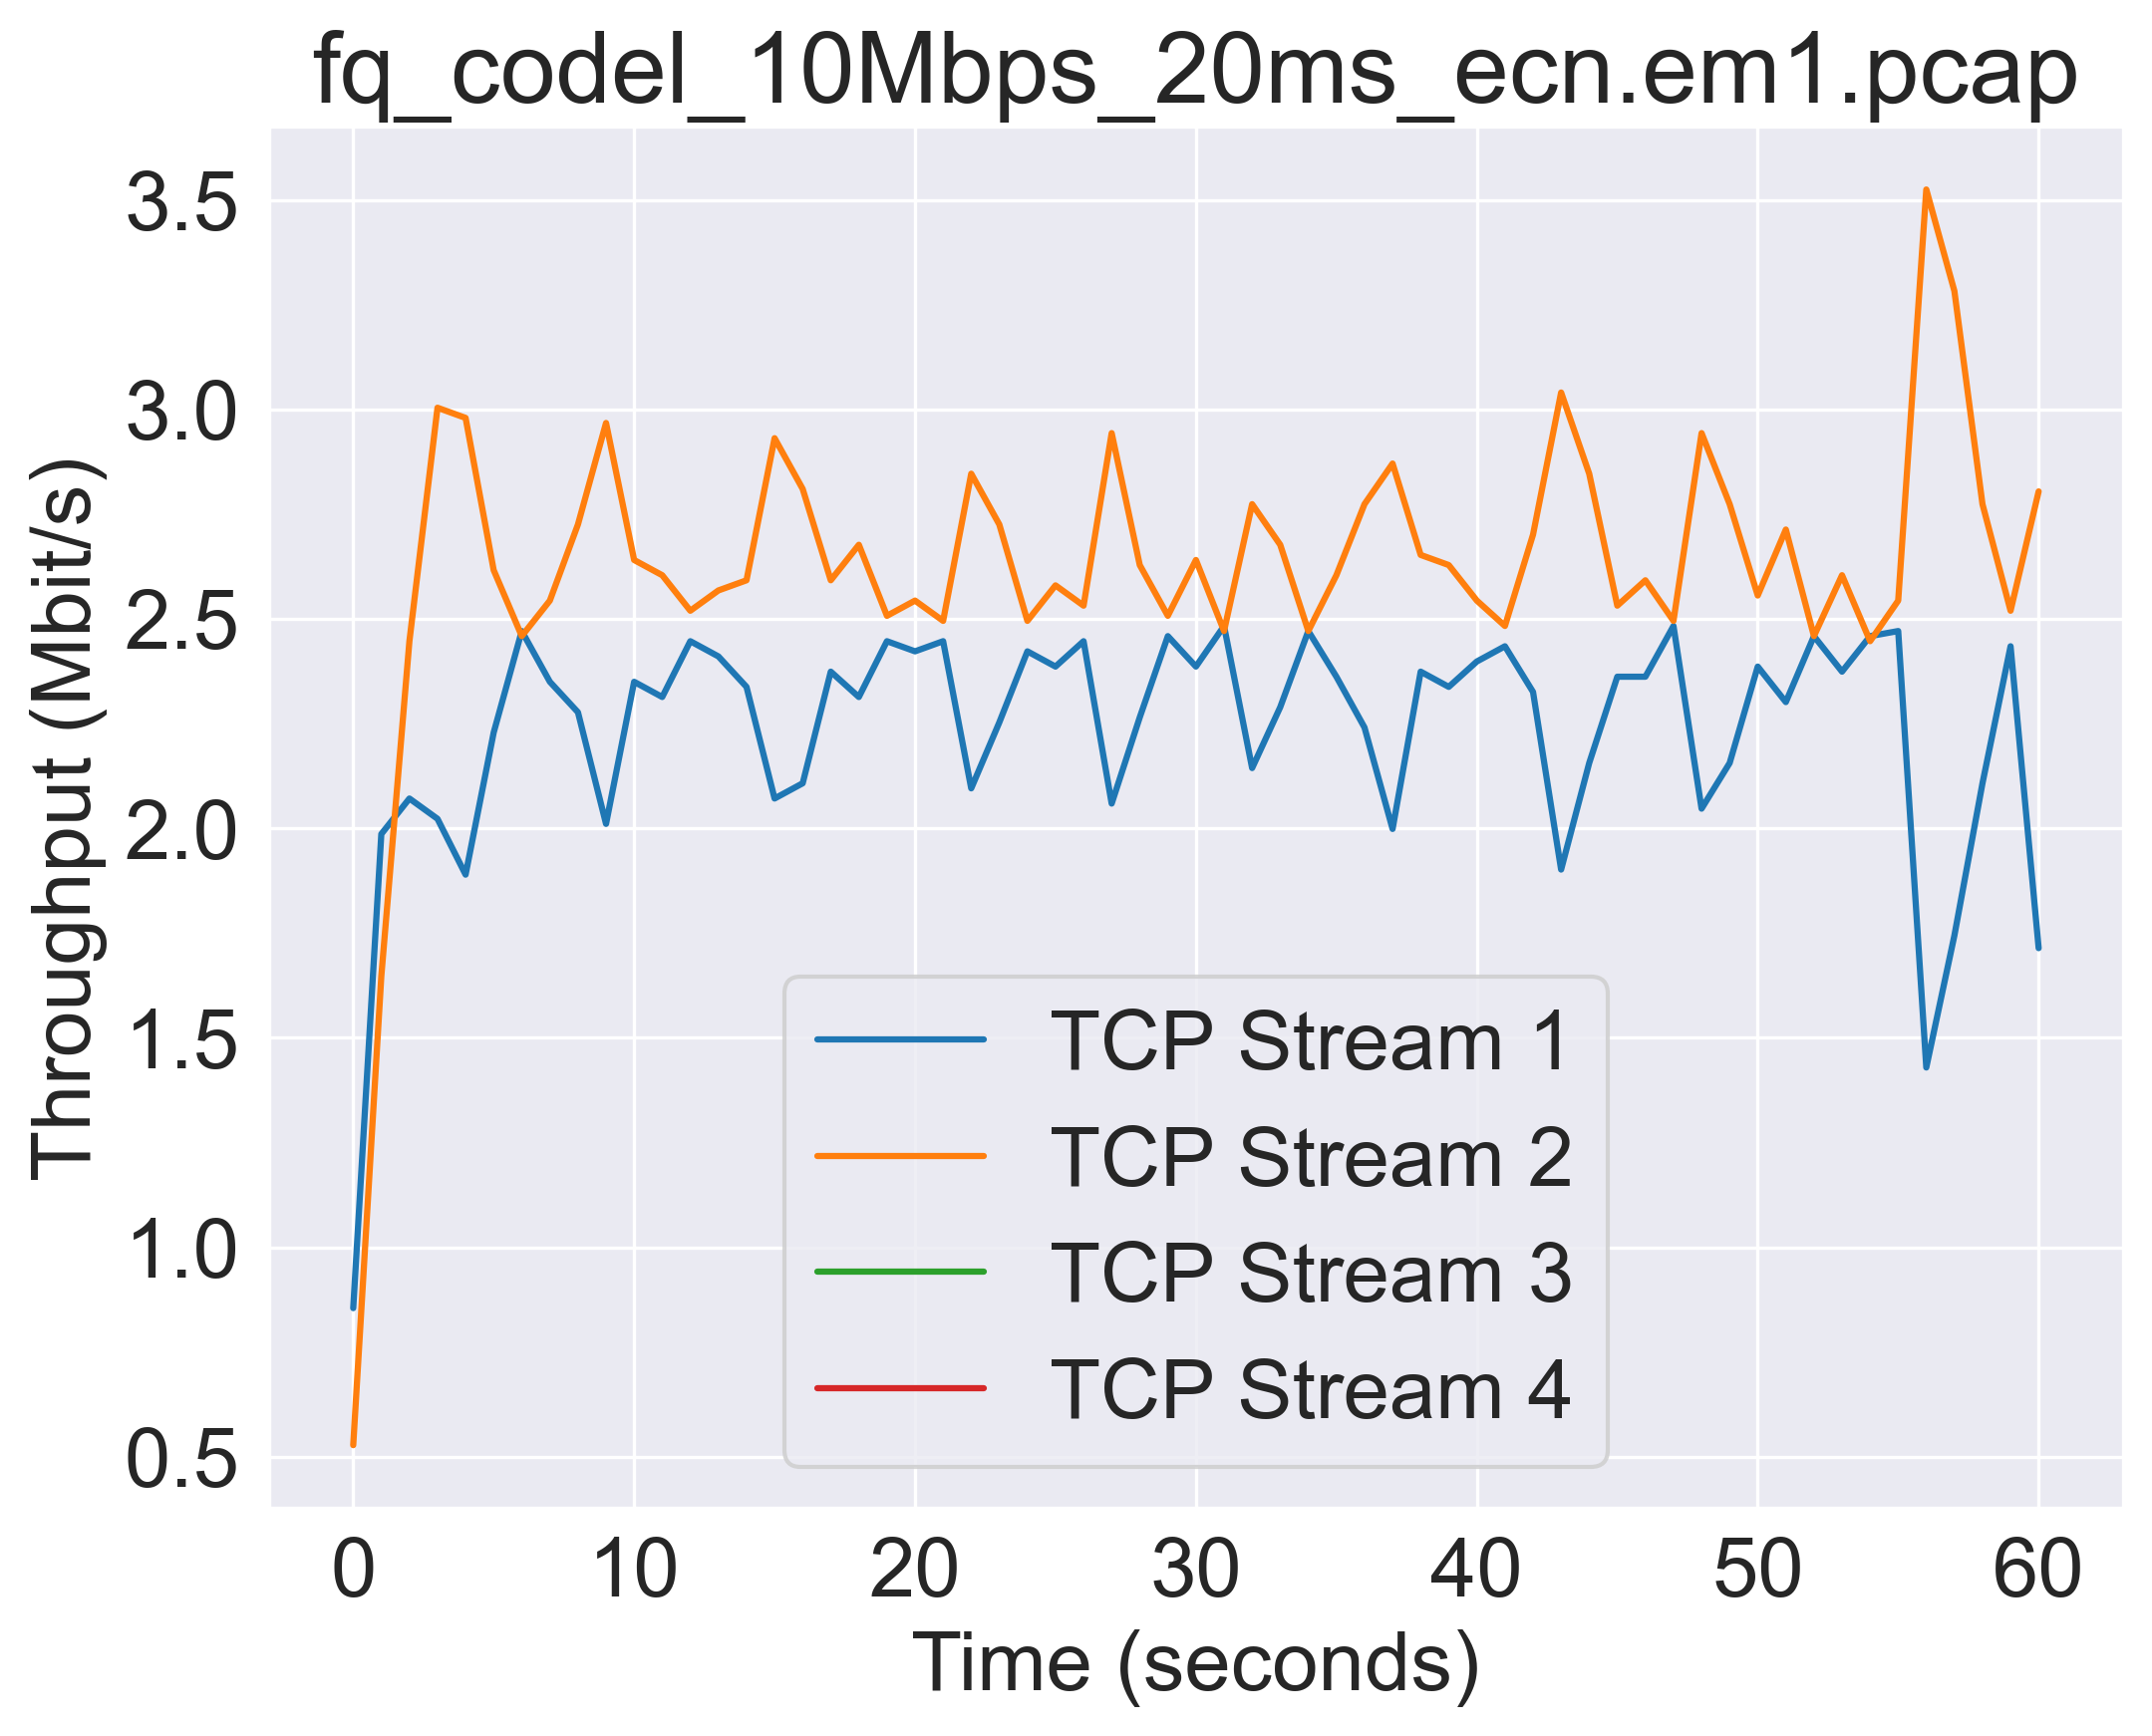 fq_codel_10Mbps_20ms_ecn.em1.pcap
Throughput (Mbit/s)
3.5
3.0
2.5
2.0
1.5
1.0
0.5
TCP Stream 1
TCP Stream 2
TCP Stream 3
TCP Stream 4
0 10 20 30 40 50 60
Time (seconds)